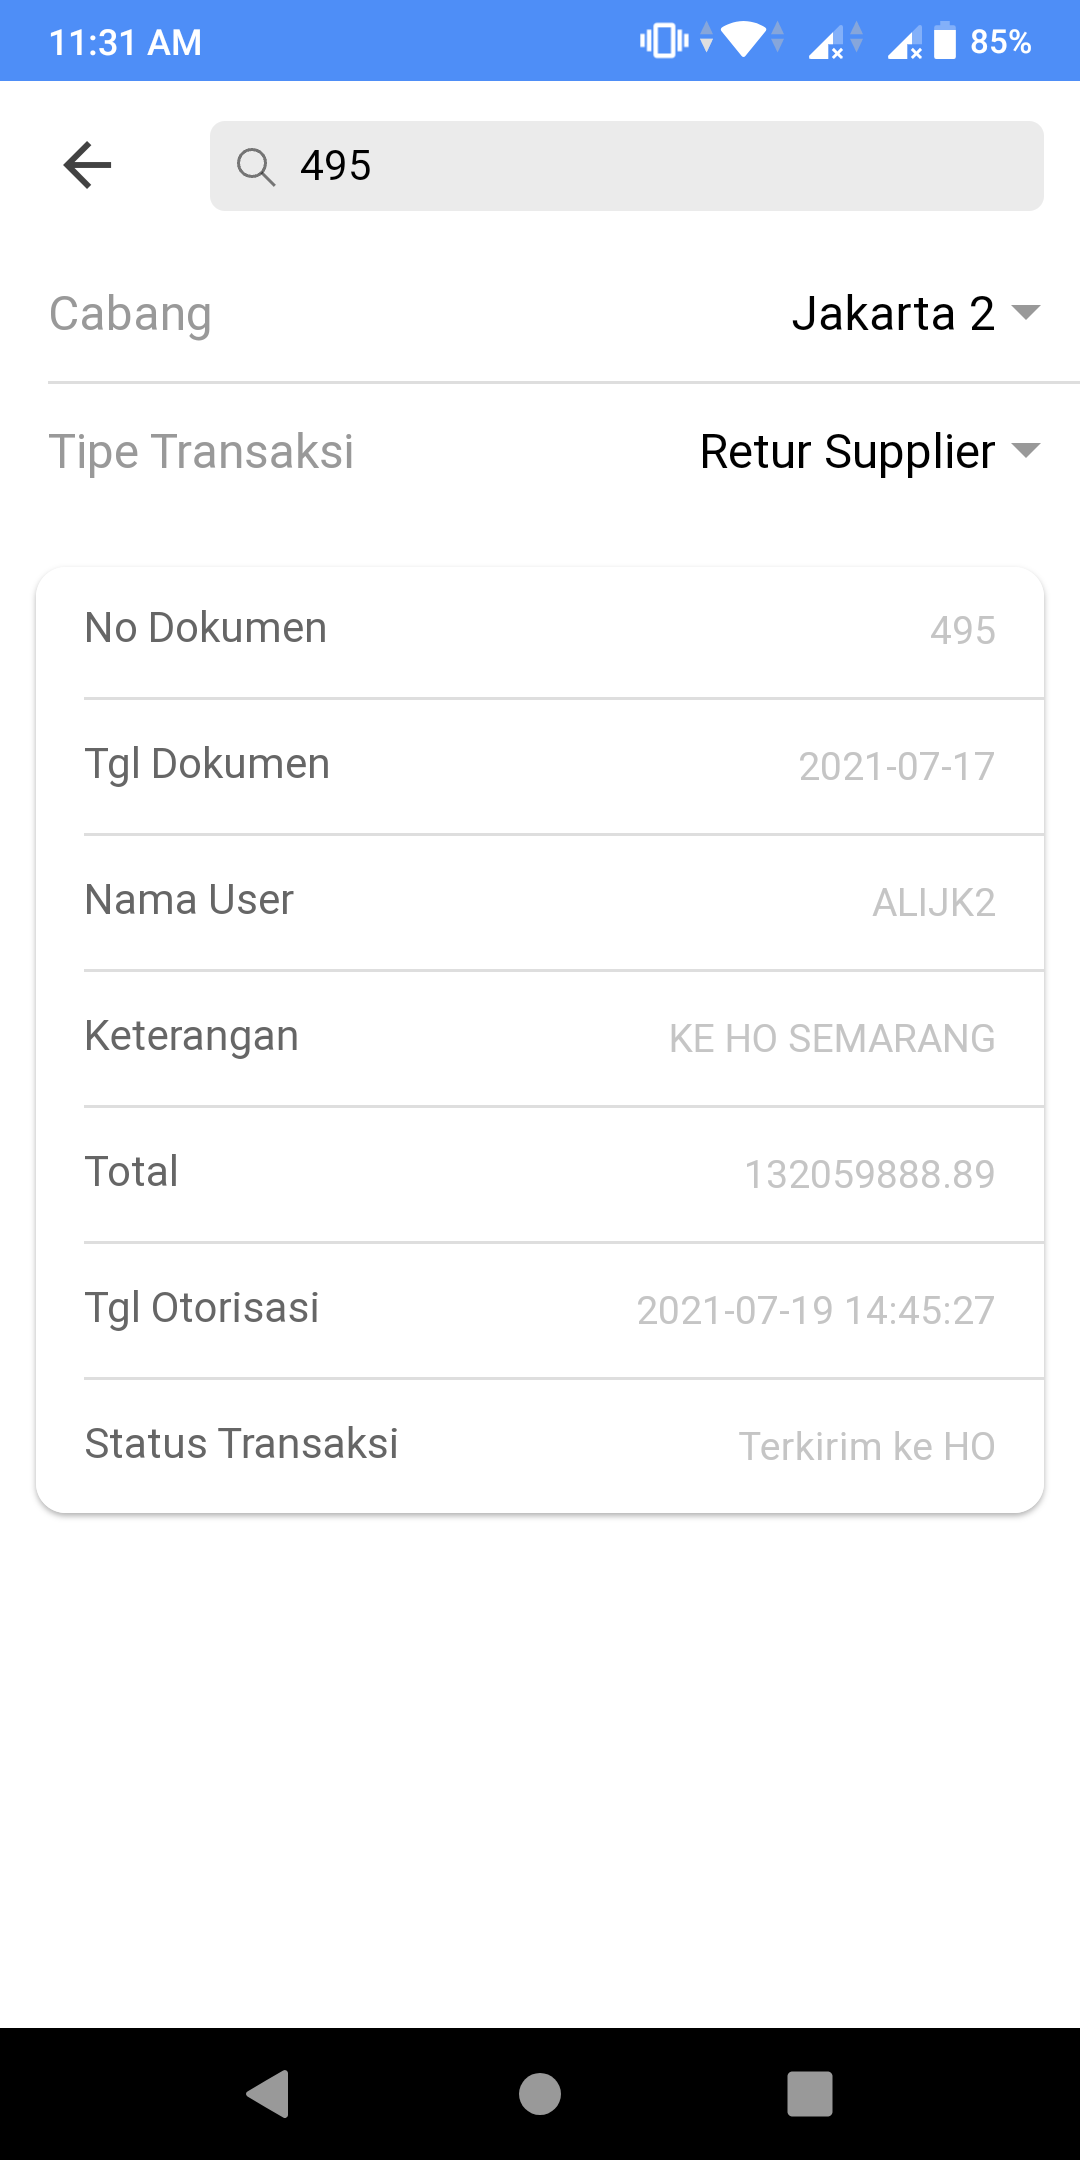 11:31 AM 85%
495
Cabang Jakarta 2
Tipe Transaksi Retur Supplier
No Dokumen 495
Tgl Dokumen 2021-07-17
Nama User ALIJK2
Keterangan KE HO SEMARANG
Total 132059888.89
Tgl Otorisasi 2021-07-19 14:45:27
Status Transaksi Terkirim ke HO